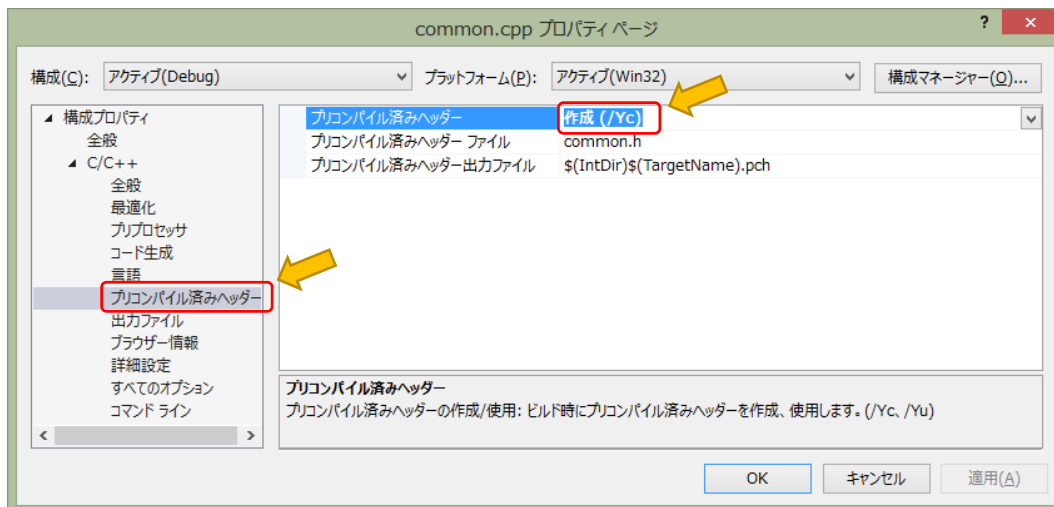 common.cpp プロパティ ページ
? ×
構成(C): アクティブ(Debug) プラットフォーム(P): アクティブ(Win32) 構成マネージャー(O)...
構成プロパティ
全般
C/C++
全般
最適化
プリプロセッサ
コード生成
言語
プリコンパイル済みヘッダー
出力ファイル
ブラウザー情報
詳細設定
すべてのオプション
コマンド ライン
プリコンパイル済みヘッダー 作成 (/Yc)
プリコンパイル済みヘッダー ファイル common.h
プリコンパイル済みヘッダー出力ファイル $(IntDir)$(TargetName).pch
プリコンパイル済みヘッダー
プリコンパイル済みヘッダーの作成/使用: ビルド時にプリコンパイル済みヘッダーを作成、使用します。(/Yc、/Yu)
OK キャンセル 適用(A)